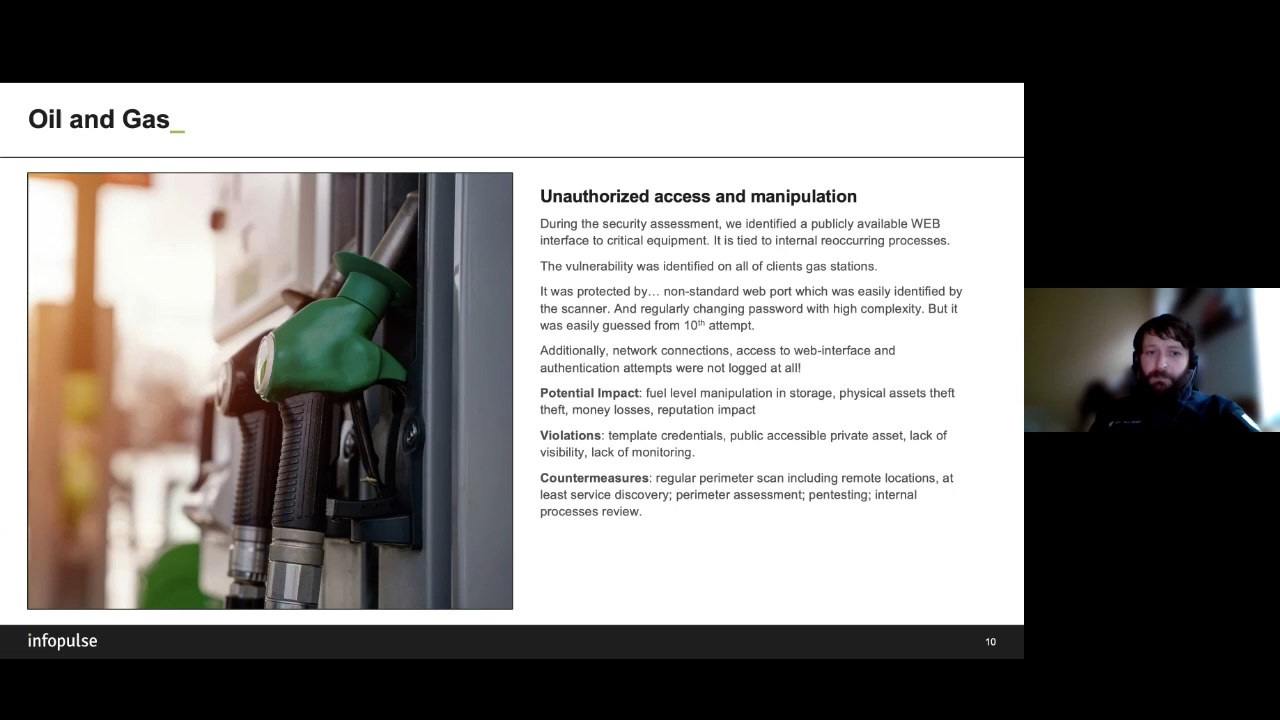 Oil and Gas_
Unauthorized access and manipulation
During the security assessment, we identified a publicly available WEB
interface to critical equipment. It is tied to internal reoccurring processes.
The vulnerability was identified on all of clients gas stations.
It was protected by… non-standard web port which was easily identified by
the scanner. And regularly changing password with high complexity. But it
was easily guessed from 10th attempt.
Additionally, network connections, access to web-interface and
authentication attempts were not logged at all!
Potential Impact: fuel level manipulation in storage, physical assets theft
theft, money losses, reputation impact
Violations: template credentials, public accessible private asset, lack of
visibility, lack of monitoring.
Countermeasures: regular perimeter scan including remote locations, at
least service discovery; perimeter assessment; pentesting; internal
processes review.
infopulse
10